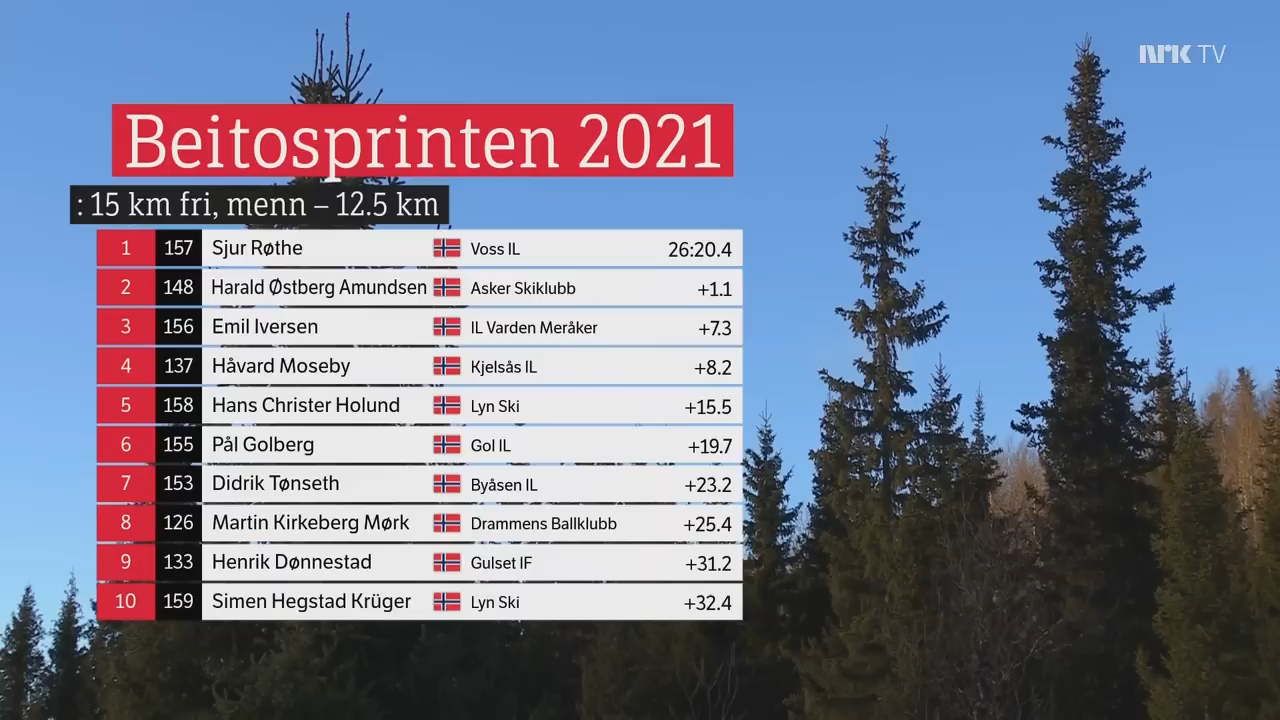 NRK TV
Beitosprinten 2021
: 15 km fri, menn – 12.5 km
1 157 Sjur Røthe Voss IL 26:20.4
2 148 Harald Østberg Amundsen Asker Skiklubb +1.1
3 156 Emil Iversen IL Varden Meråker +7.3
4 137 Håvard Moseby Kjelsås IL +8.2
5 158 Hans Christer Holund Lyn Ski +15.5
6 155 Pål Golberg Gol IL +19.7
7 153 Didrik Tønseth Byåsen IL +23.2
8 126 Martin Kirkeberg Mørk Drammens Ballklubb +25.4
9 133 Henrik Dønnestad Gulset IF +31.2
10 159 Simen Hegstad Krüger Lyn Ski +32.4